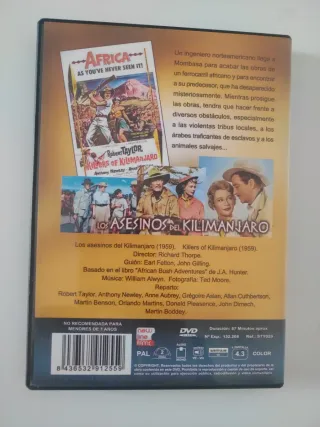 AFRICA
AS YOU'VE NEVER SEEN IT!
Robert TAYLOR
KILLERS OF KILIMANJARO
Un ingeniero norteamericano llega a
Mombasa para acabar las obras de
un ferrocarril africano y para encontrar
a su predecesor, que ha desaparecido
misteriosamente. Mientras prosigue
las obras, tendrá que hacer frente a
diversos obstáculos, especialmente
a las violentas tribus locales, a los
árabes traficantes de esclavos y a los
animales salvajes...
LOS ASESINOS DEL KILIMANJARO
Los asesinos del Kilimanjaro (1959). Killers of Kilimanjaro (1959).
Director: Richard Thorpe.
Guión: Earl Felton, John Gilling.
Basado en el libro "African Bush Adventures" de J.A. Hunter.
Música: William Alwyn. Fotografía: Ted Moore.
Reparto:
Robert Taylor, Anthony Newley, Anne Aubrey, Grégoire Aslan, Allan Cuthbertson,
Martin Benson, Orlando Martins, Donald Pleasence, John Dimech,
Martin Boddey.
NO RECOMENDADA PARA
MENORES DE 7 AÑOS
new
line
DVD
PAL
2
4:3
COLOR
8436532912559